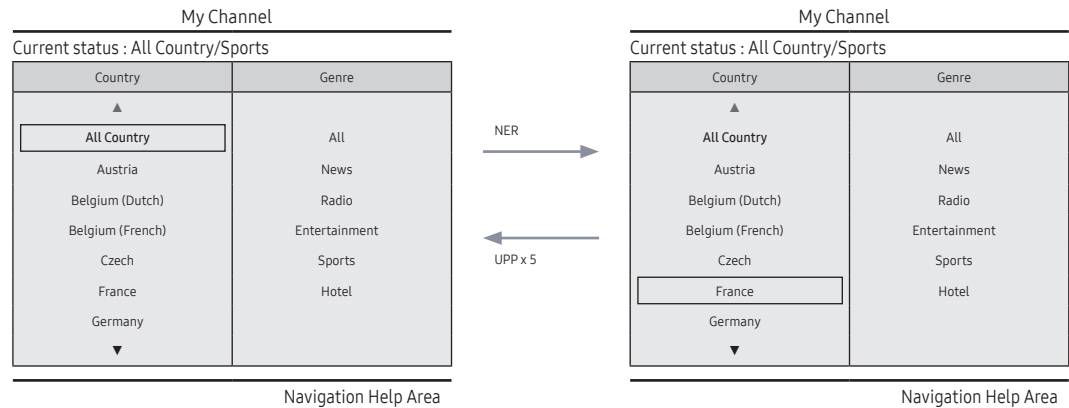 My Channel
Current status : All Country/Sports
Country Genre
▲
All Country All
Austria News
Belgium (Dutch) Radio
Belgium (French) Entertainment
Czech Sports
France Hotel
Germany
▼
Navigation Help Area
NER
UPP x 5
My Channel
Current status : All Country/Sports
Country Genre
▲
All Country All
Austria News
Belgium (Dutch) Radio
Belgium (French) Entertainment
Czech Sports
France Hotel
Germany
▼
Navigation Help Area